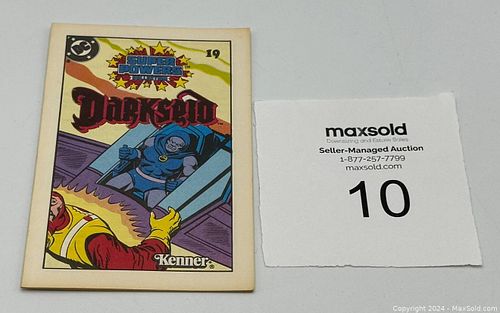 19
SUPER
POWERS
COLLECTION
DARKSEID
Kenner®
maxsold
Downsizing and Estate Sales
Seller-Managed Auction
1-877-257-7799
maxsold.com
10
Copyright © 2024 - MaxSold.com